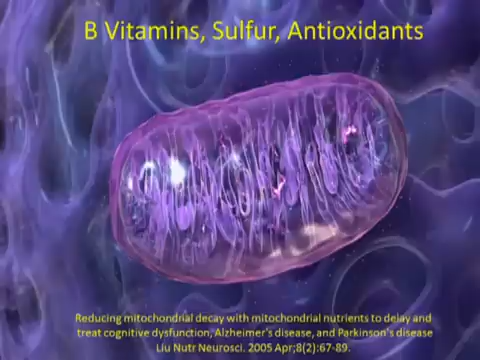 B Vitamins, Sulfur, Antioxidants
Reducing mitochondrial decay with mitochondrial nutrients to delay and
treat cognitive dysfunction, Alzheimer's disease, and Parkinson's disease
Liu Nutr Neurosci. 2005 Apr;8(2):67-89.